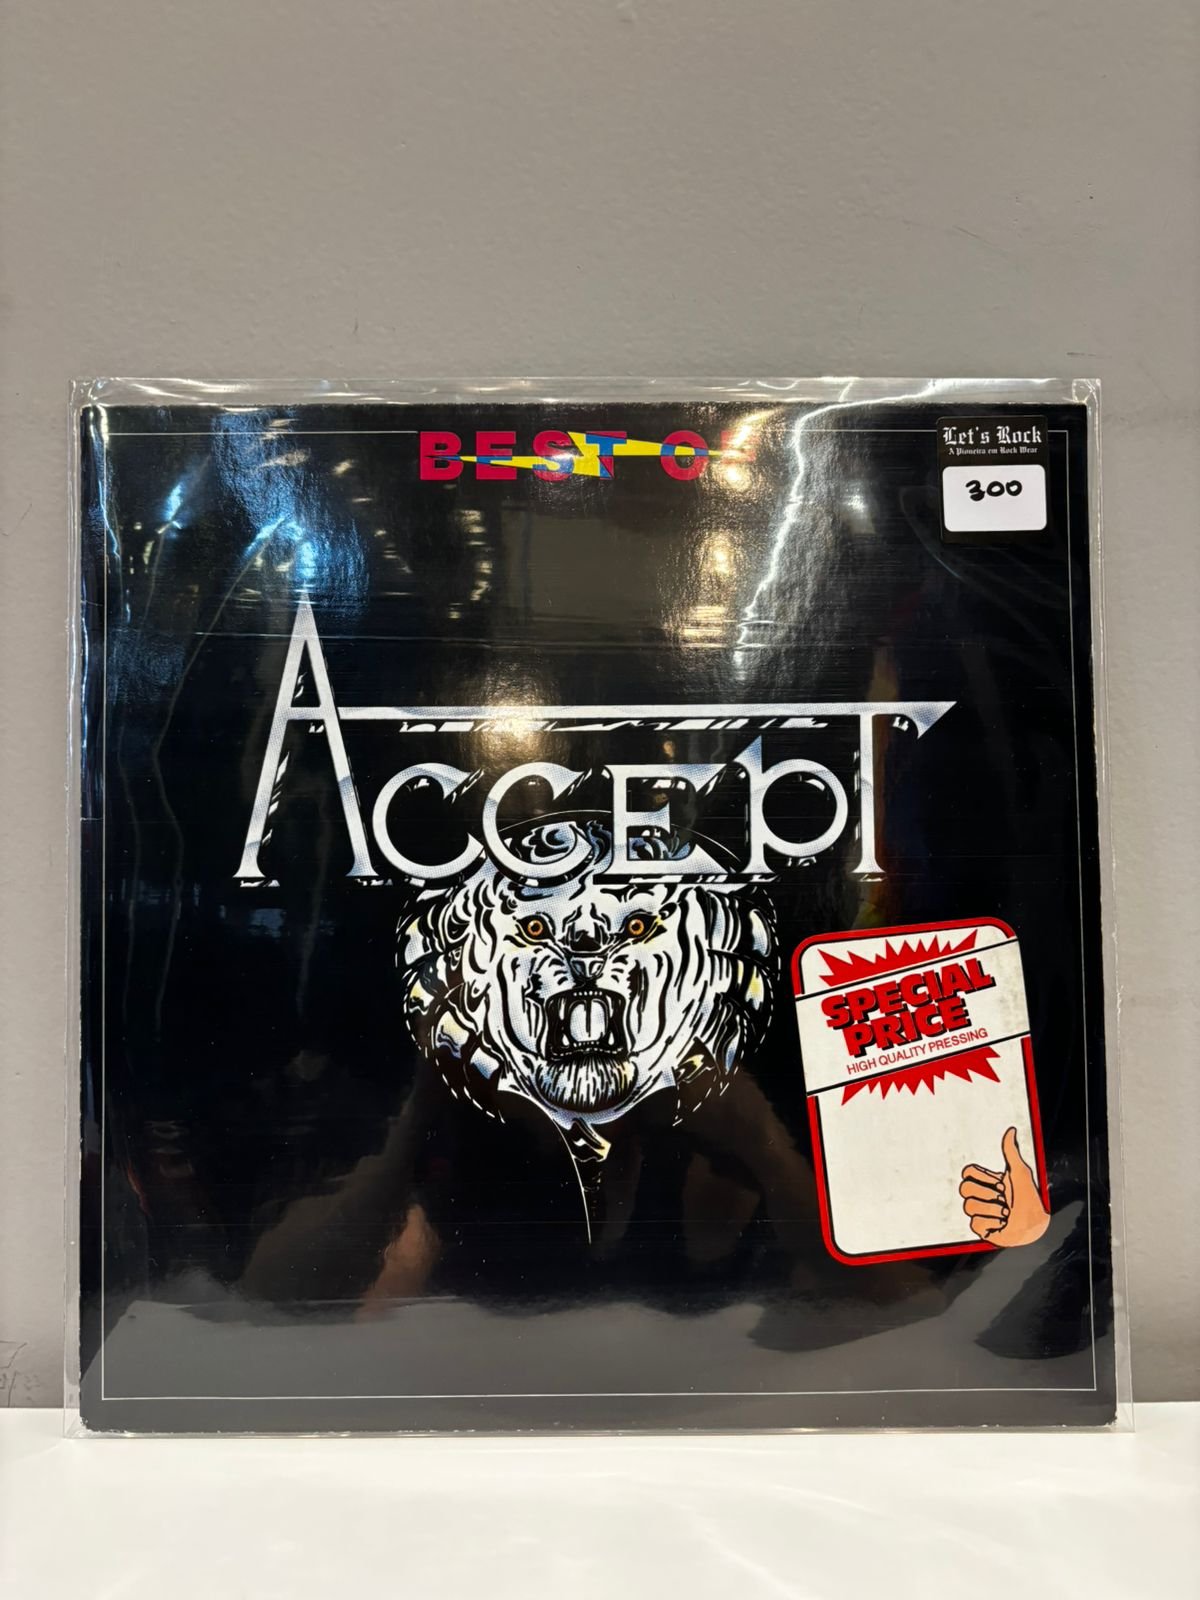 BEST OF
Let's Rock
A Pioneira em Rock Wear
300
ACCEPT
SPECIAL
PRICE
HIGH QUALITY PRESSING